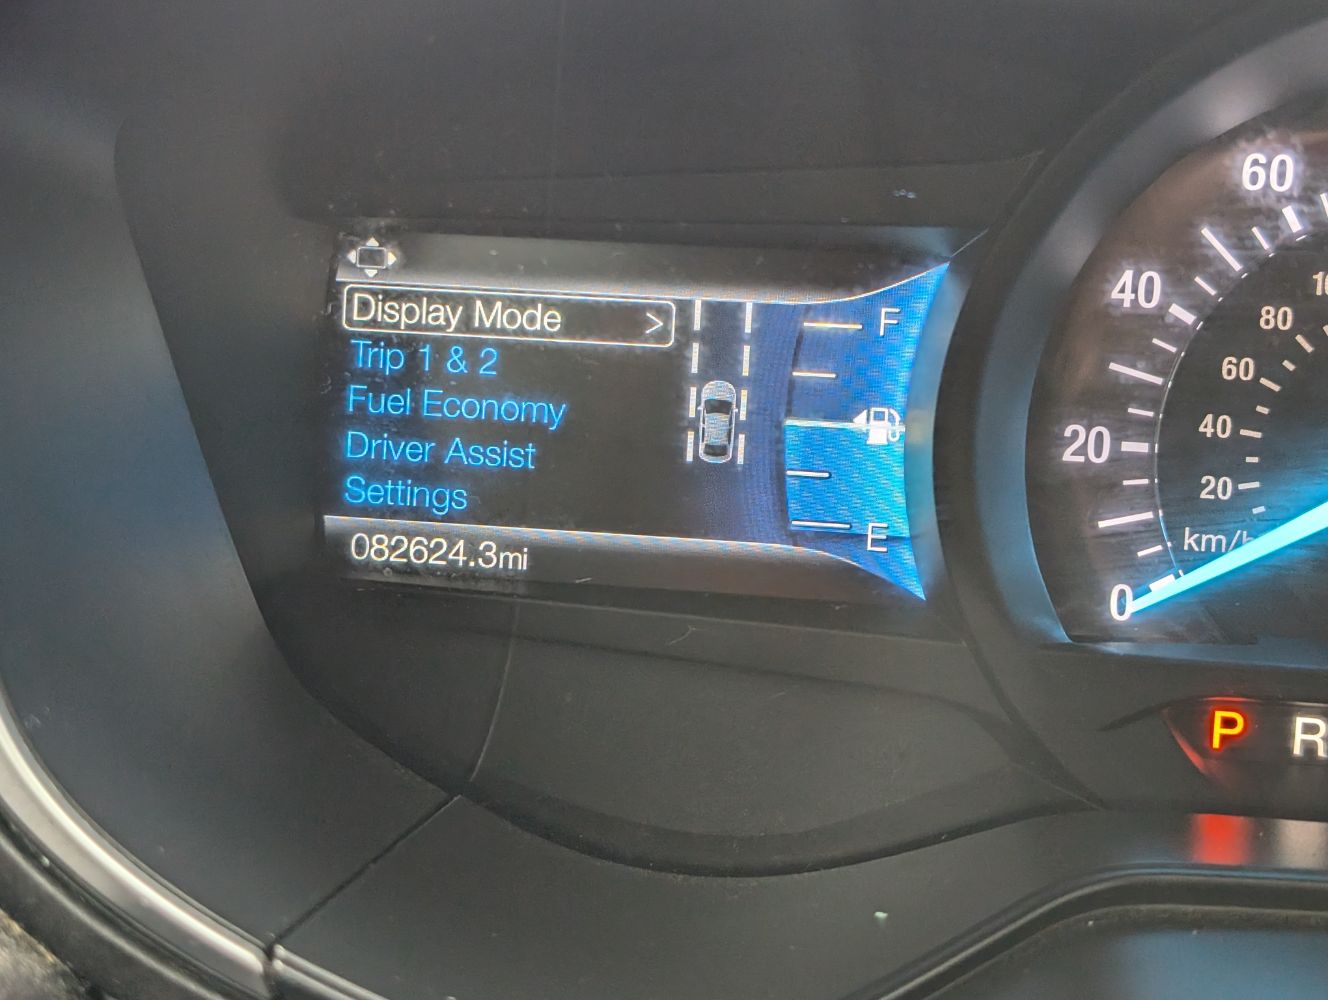 Display Mode >
Trip 1 & 2
Fuel Economy
Driver Assist
Settings
082624.3mi
F
E
60
40
20
0
80
60
40
20
km/h
P R